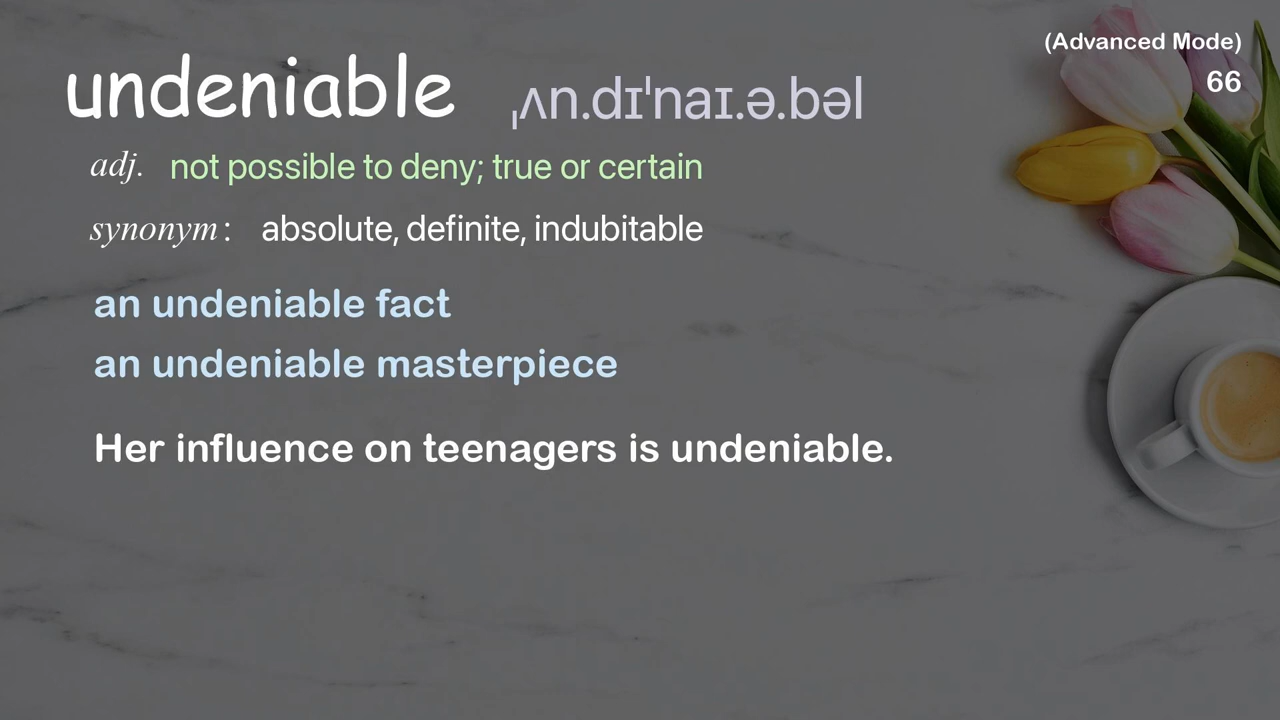 (Advanced Mode)
66
undeniable ˌʌn.dɪˈnaɪ.ə.bəl
adj. not possible to deny; true or certain
synonym: absolute, definite, indubitable
an undeniable fact
an undeniable masterpiece
Her influence on teenagers is undeniable.